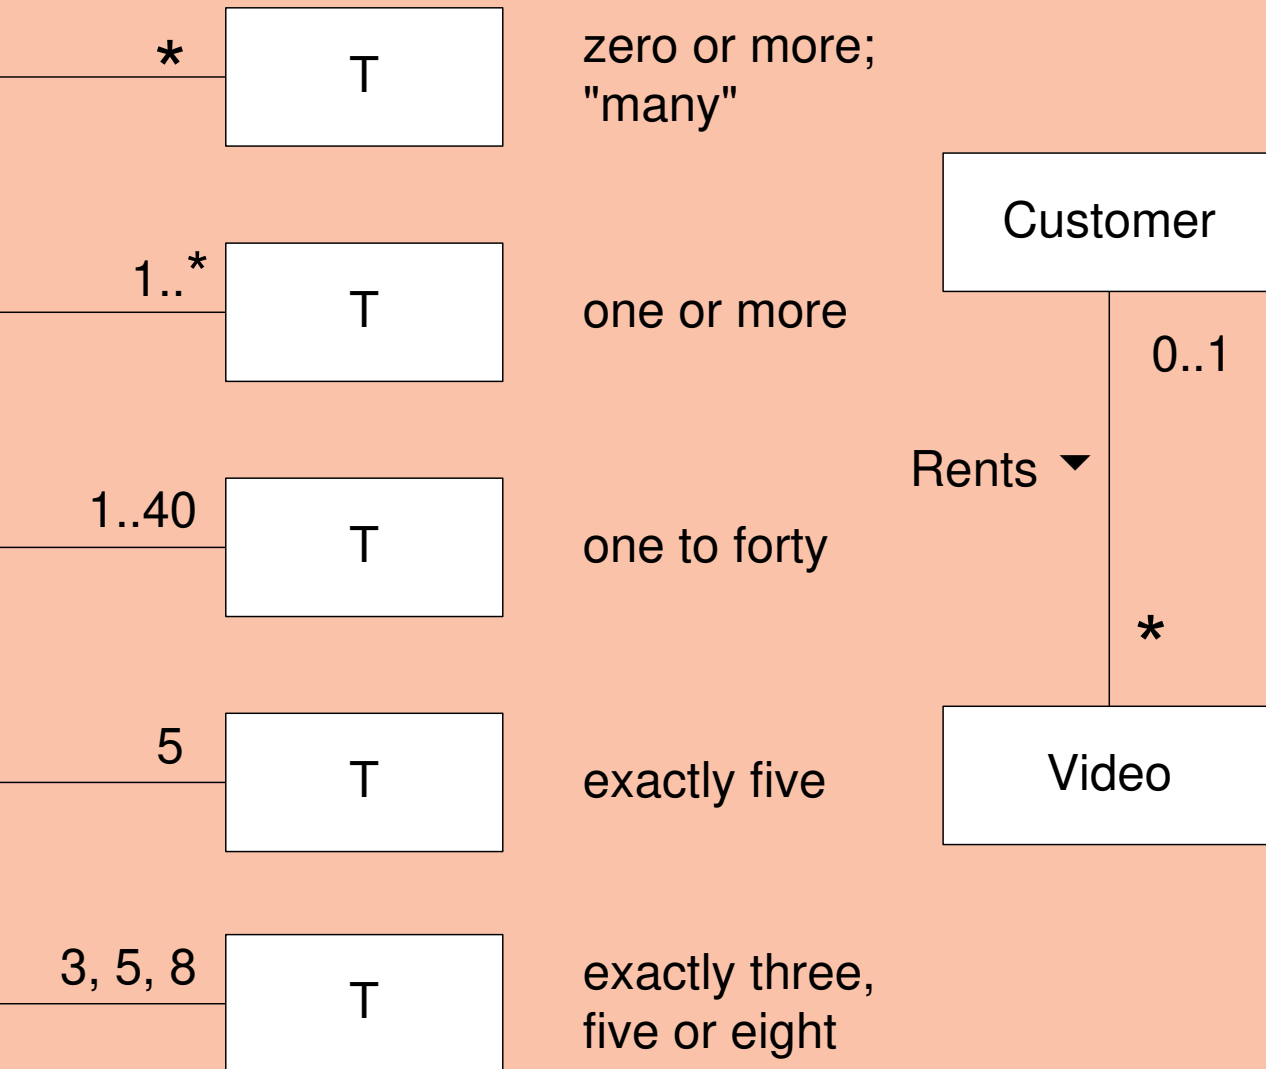 *
T
zero or more;
"many"
1..*
T
one or more
1..40
T
one to forty
5
T
exactly five
3, 5, 8
T
exactly three,
five or eight
Customer
0..1
Rents
*
Video